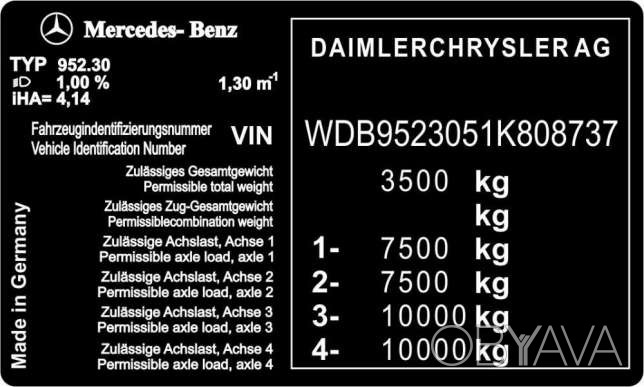 Mercedes- Benz
TYP 952.30
1,00 % 1,30 m-1
iHA= 4,14
Fahrzeugindentifizierungsnummer
Vehicle Identification Number
VIN
Zulässiges Gesamtgewicht
Permissible total weight
Zulässiges Zug-Gesamtgewicht
Permissiblecombination weight
Zulässige Achslast, Achse 1
Permissible axle load, axle 1
Zulässige Achslast, Achse 2
Permissible axle load, axle 2
Zulässige Achslast, Achse 3
Permissible axle load, axle 3
Zulässige Achslast, Achse 4
Permissible axle load, axle 4
Made in Germany
DAIMLERCHRYSLER AG
WDB9523051K808737
3500 kg
kg
1- 7500 kg
2- 7500 kg
3- 10000 kg
4- 10000 kg
OBYAVA